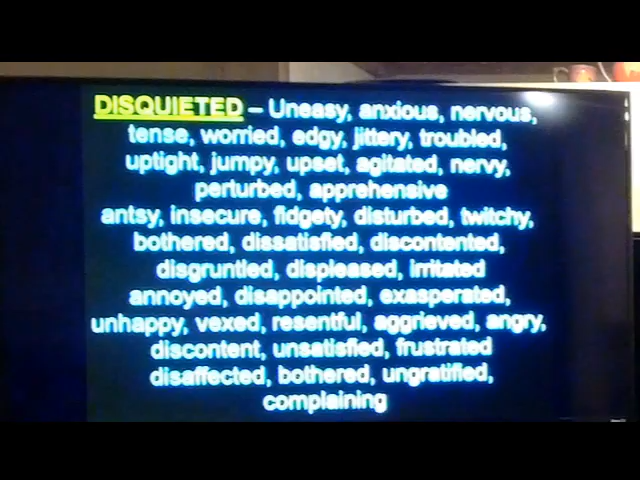 DISQUIETED – Uneasy, anxious, nervous,
tense, worried, edgy, jittery, troubled,
uptight, jumpy, upset, agitated, nervy,
perturbed, apprehensive
antsy, insecure, fidgety, disturbed, twitchy,
bothered, dissatisfied, discontented,
disgruntled, displeased, irritated
annoyed, disappointed, exasperated,
unhappy, vexed, resentful, aggrieved, angry,
discontent, unsatisfied, frustrated
disaffected, bothered, ungratified,
complaining